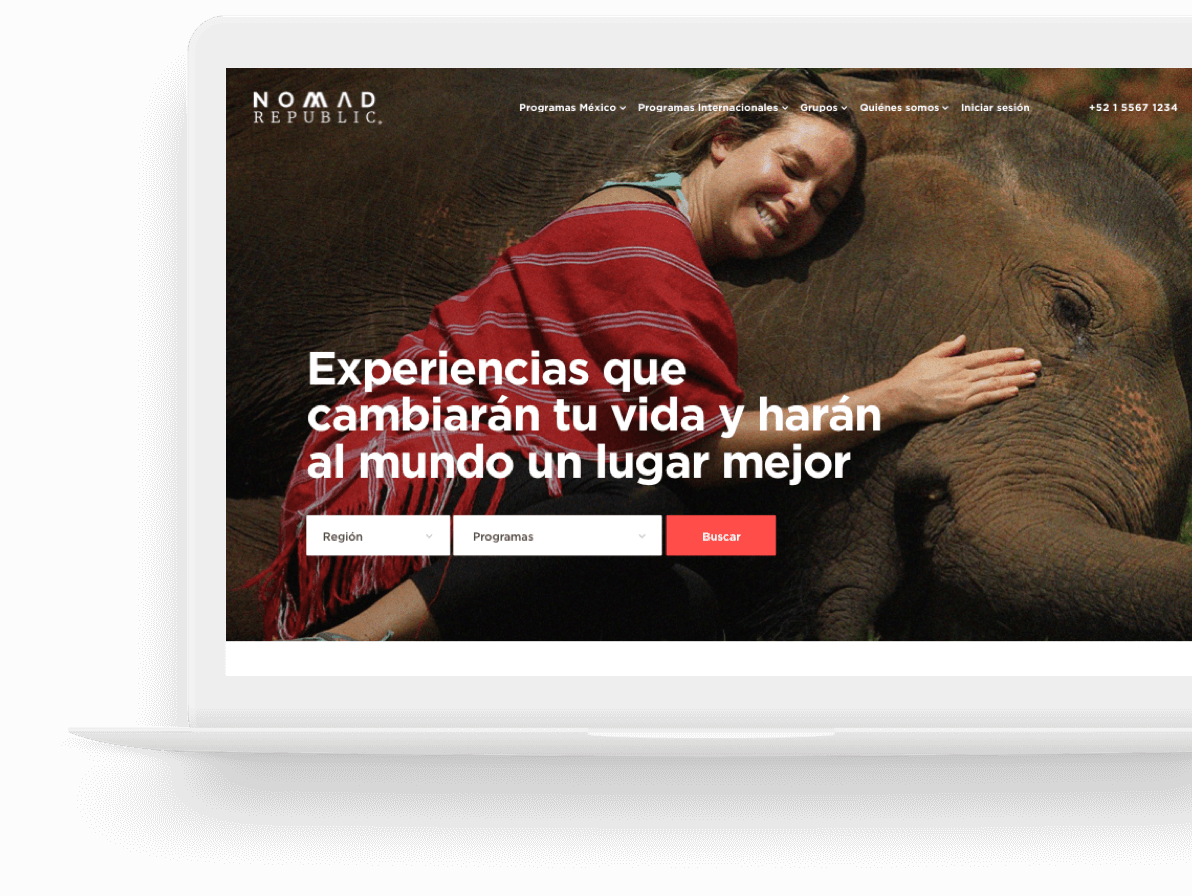 NOMAD
REPUBLIC
Programas México Programas Internacionales Grupos Quiénes somos Iniciar sesión +52 1 5567 1234
Experiencias que
cambiarán tu vida y harán
al mundo un lugar mejor
Región Programas Buscar